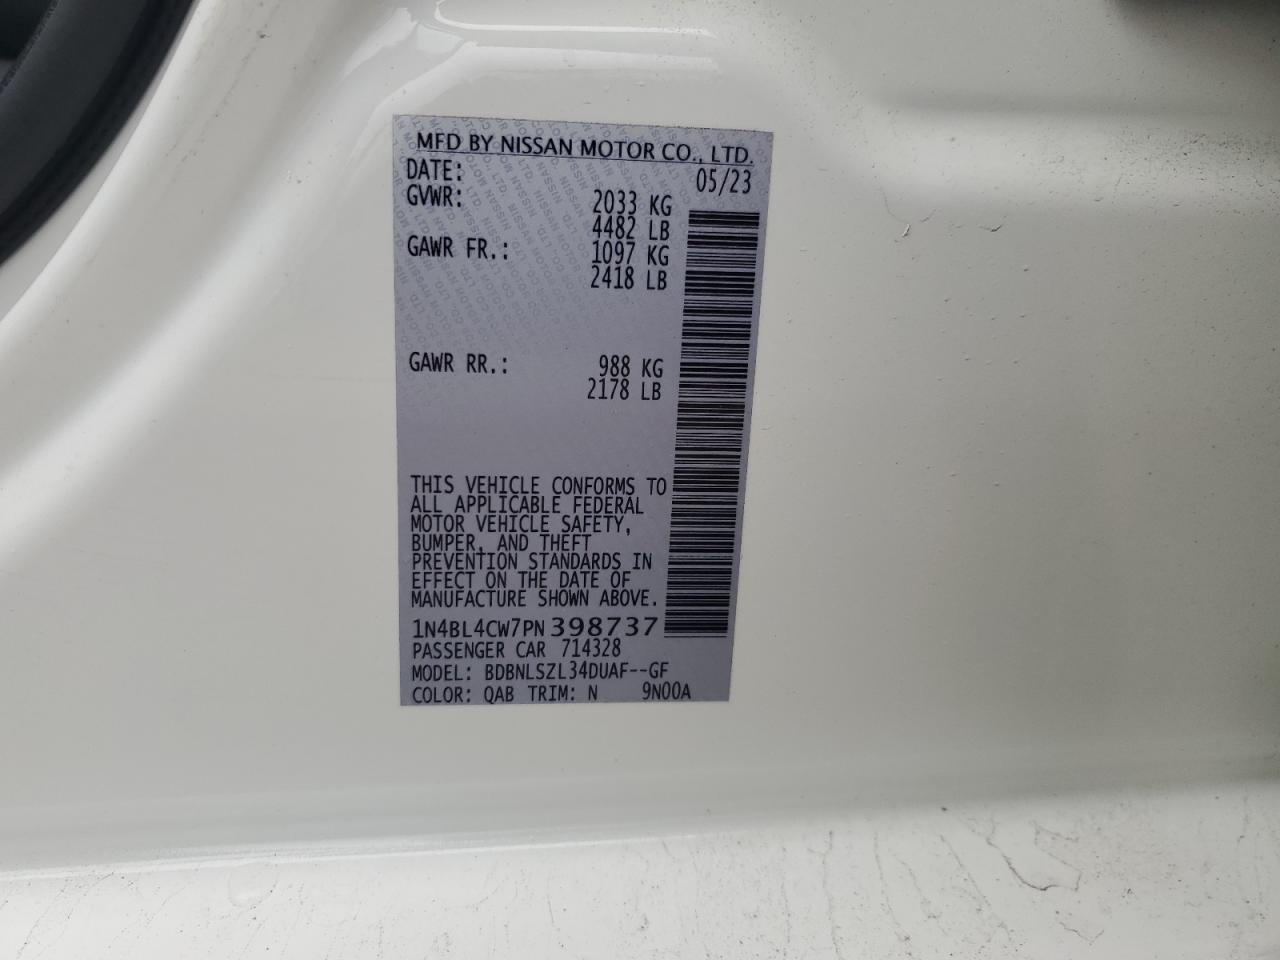 MFD BY NISSAN MOTOR CO., LTD.
DATE: 05/23
GVWR: 2033 KG
4482 LB
GAWR FR.: 1097 KG
2418 LB
GAWR RR.: 988 KG
2178 LB
THIS VEHICLE CONFORMS TO
ALL APPLICABLE FEDERAL
MOTOR VEHICLE SAFETY,
BUMPER, AND THEFT
PREVENTION STANDARDS IN
EFFECT ON THE DATE OF
MANUFACTURE SHOWN ABOVE.
1N4BL4CW7PN398737
PASSENGER CAR 714328
MODEL: BDBNLSZL34DUAF--GF
COLOR: QAB TRIM: N 9N00A